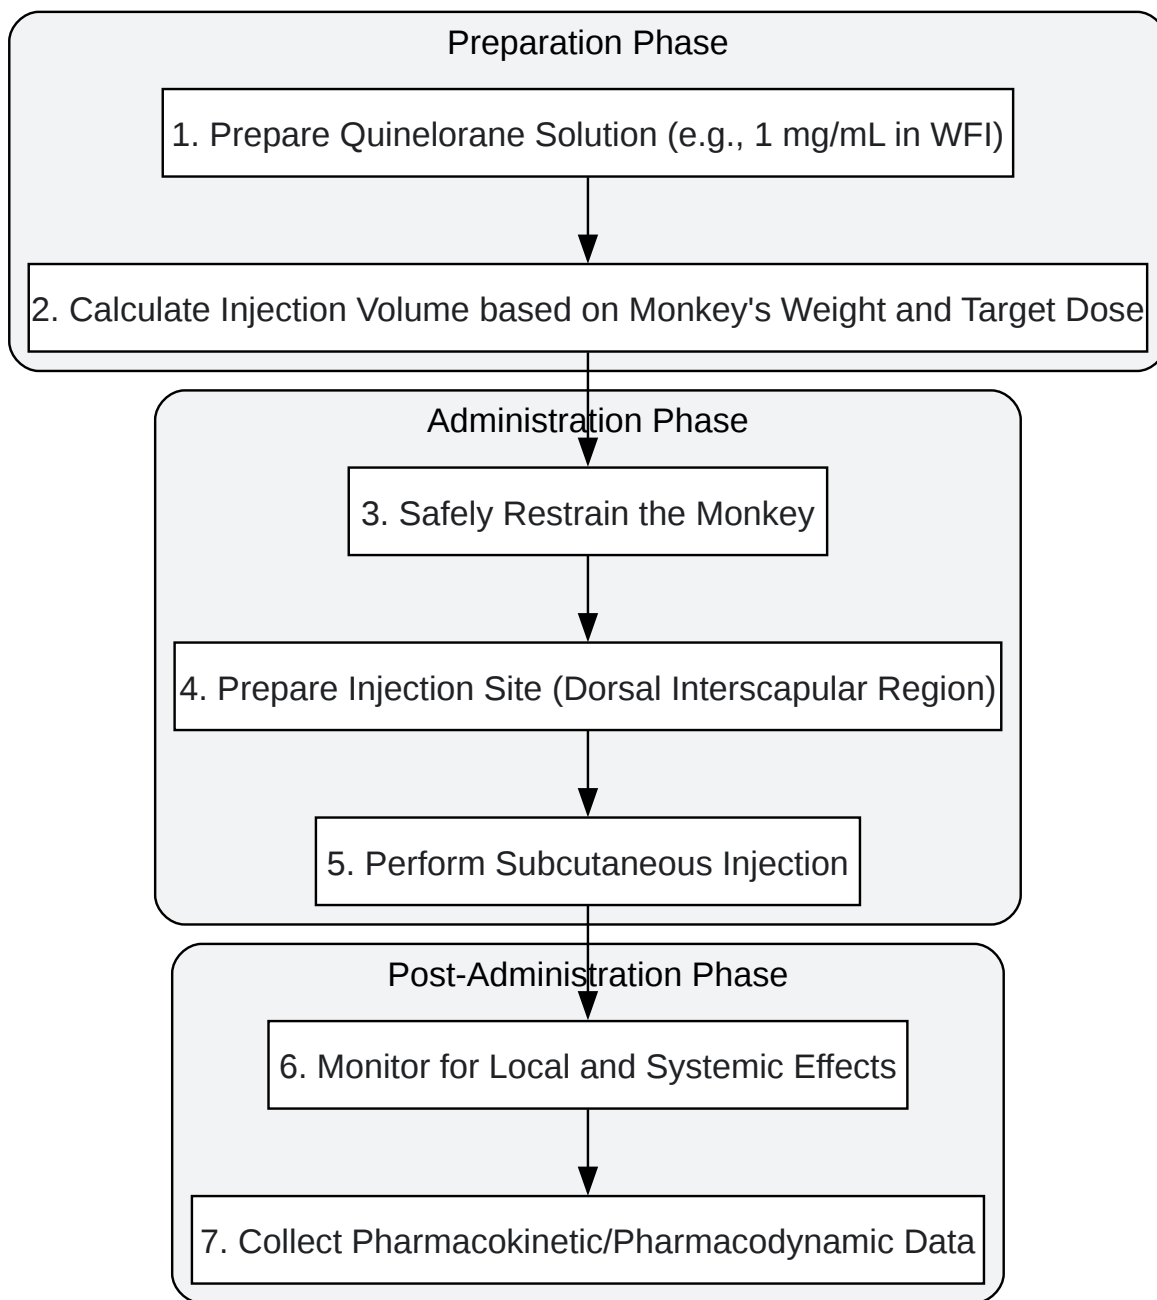 Preparation Phase
1. Prepare Quinelorane Solution (e.g., 1 mg/mL in WFI)
2. Calculate Injection Volume based on Monkey's Weight and Target Dose
Administration Phase
3. Safely Restrain the Monkey
4. Prepare Injection Site (Dorsal Interscapular Region)
5. Perform Subcutaneous Injection
Post-Administration Phase
6. Monitor for Local and Systemic Effects
7. Collect Pharmacokinetic/Pharmacodynamic Data